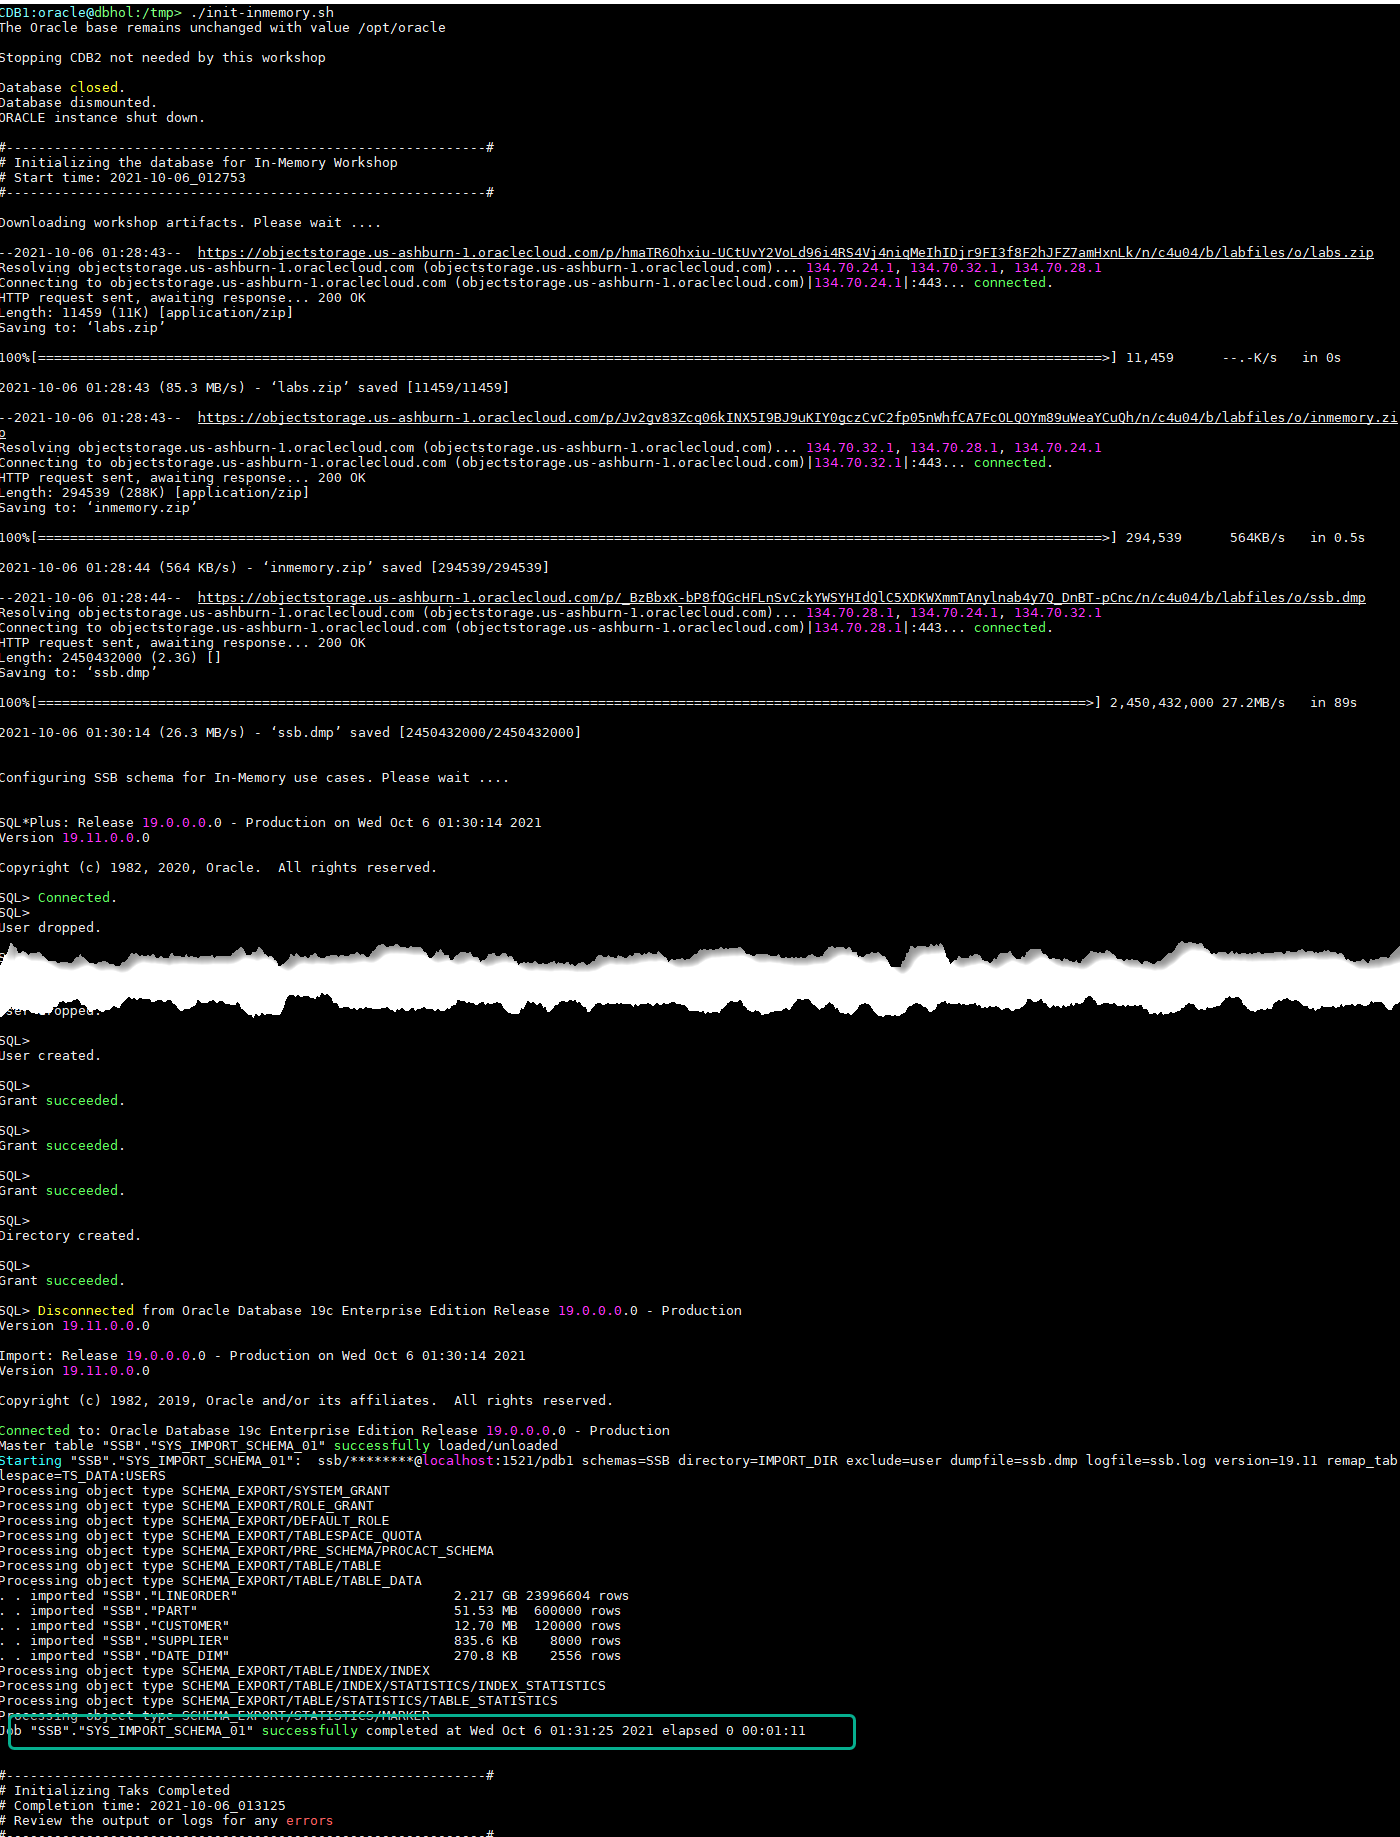 CDB1:oracle@dbhol:/tmp> ./init-inmemory.sh
The Oracle base remains unchanged with value /opt/oracle
Stopping CDB2 not needed by this workshop
Database closed.
Database dismounted.
ORACLE instance shut down.
#------------------------------------------------------------#
# Initializing the database for In-Memory Workshop
# Start time: 2021-10-06_012753
#------------------------------------------------------------#
Downloading workshop artifacts. Please wait ....
--2021-10-06 01:28:43--  https://objectstorage.us-ashburn-1.oraclecloud.com/p/hmaTR6Ohxiu-UCtUvY2VoLd96i4RS4Vj4niqMeIhIDjr9FI3f8F2hJFZ7amHxnLk/n/c4u04/b/labfiles/o/labs.zip
Resolving objectstorage.us-ashburn-1.oraclecloud.com (objectstorage.us-ashburn-1.oraclecloud.com)... 134.70.24.1, 134.70.32.1, 134.70.28.1
Connecting to objectstorage.us-ashburn-1.oraclecloud.com (objectstorage.us-ashburn-1.oraclecloud.com)|134.70.24.1|:443... connected.
HTTP request sent, awaiting response... 200 OK
Length: 11459 (11K) [application/zip]
Saving to: ‘labs.zip’
100%[=====================================================================================================================================>] 11,459      --.-K/s   in 0s
2021-10-06 01:28:43 (85.3 MB/s) - ‘labs.zip’ saved [11459/11459]
--2021-10-06 01:28:43--  https://objectstorage.us-ashburn-1.oraclecloud.com/p/Jv2gv83Zcq06kINX5I9BJ9uKIY0gczCvC2fp05nWhfCA7FcOLQOYm89uWeaYCuQh/n/c4u04/b/labfiles/o/inmemory.zi
p
Resolving objectstorage.us-ashburn-1.oraclecloud.com (objectstorage.us-ashburn-1.oraclecloud.com)... 134.70.32.1, 134.70.28.1, 134.70.24.1
Connecting to objectstorage.us-ashburn-1.oraclecloud.com (objectstorage.us-ashburn-1.oraclecloud.com)|134.70.32.1|:443... connected.
HTTP request sent, awaiting response... 200 OK
Length: 294539 (288K) [application/zip]
Saving to: ‘inmemory.zip’
100%[=====================================================================================================================================>] 294,539      564KB/s   in 0.5s
2021-10-06 01:28:44 (564 KB/s) - ‘inmemory.zip’ saved [294539/294539]
--2021-10-06 01:28:44--  https://objectstorage.us-ashburn-1.oraclecloud.com/p/_BzBbxK-bP8fQGcHFLnSvCzkYWSYHIdQlC5XDKWXmmTAnylnab4y7Q_DnBT-pCnc/n/c4u04/b/labfiles/o/ssb.dmp
Resolving objectstorage.us-ashburn-1.oraclecloud.com (objectstorage.us-ashburn-1.oraclecloud.com)... 134.70.28.1, 134.70.24.1, 134.70.32.1
Connecting to objectstorage.us-ashburn-1.oraclecloud.com (objectstorage.us-ashburn-1.oraclecloud.com)|134.70.28.1|:443... connected.
HTTP request sent, awaiting response... 200 OK
Length: 2450432000 (2.3G) []
Saving to: ‘ssb.dmp’
100%[===================================================================================================================================>] 2,450,432,000 27.2MB/s   in 89s
2021-10-06 01:30:14 (26.3 MB/s) - ‘ssb.dmp’ saved [2450432000/2450432000]
Configuring SSB schema for In-Memory use cases. Please wait ....
SQL*Plus: Release 19.0.0.0.0 - Production on Wed Oct 6 01:30:14 2021
Version 19.11.0.0.0
Copyright (c) 1982, 2020, Oracle.  All rights reserved.
SQL> Connected.
SQL>
User dropped.
User dropped.
SQL>
User created.
SQL>
Grant succeeded.
SQL>
Grant succeeded.
SQL>
Grant succeeded.
SQL>
Directory created.
SQL>
Grant succeeded.
SQL> Disconnected from Oracle Database 19c Enterprise Edition Release 19.0.0.0.0 - Production
Version 19.11.0.0.0
Import: Release 19.0.0.0.0 - Production on Wed Oct 6 01:30:14 2021
Version 19.11.0.0.0
Copyright (c) 1982, 2019, Oracle and/or its affiliates.  All rights reserved.
Connected to: Oracle Database 19c Enterprise Edition Release 19.0.0.0.0 - Production
Master table "SSB"."SYS_IMPORT_SCHEMA_01" successfully loaded/unloaded
Starting "SSB"."SYS_IMPORT_SCHEMA_01":  ssb/********@localhost:1521/pdb1 schemas=SSB directory=IMPORT_DIR exclude=user dumpfile=ssb.dmp logfile=ssb.log version=19.11 remap_tab
lespace=TS_DATA:USERS
Processing object type SCHEMA_EXPORT/SYSTEM_GRANT
Processing object type SCHEMA_EXPORT/ROLE_GRANT
Processing object type SCHEMA_EXPORT/DEFAULT_ROLE
Processing object type SCHEMA_EXPORT/TABLESPACE_QUOTA
Processing object type SCHEMA_EXPORT/PRE_SCHEMA/PROCACT_SCHEMA
Processing object type SCHEMA_EXPORT/TABLE/TABLE
Processing object type SCHEMA_EXPORT/TABLE/TABLE_DATA
. . imported "SSB"."LINEORDER"                           2.217 GB 23996604 rows
. . imported "SSB"."PART"                                51.53 MB  600000 rows
. . imported "SSB"."CUSTOMER"                            12.70 MB  120000 rows
. . imported "SSB"."SUPPLIER"                            835.6 KB    8000 rows
. . imported "SSB"."DATE_DIM"                            270.8 KB    2556 rows
Processing object type SCHEMA_EXPORT/TABLE/INDEX/INDEX
Processing object type SCHEMA_EXPORT/TABLE/INDEX/STATISTICS/INDEX_STATISTICS
Processing object type SCHEMA_EXPORT/TABLE/STATISTICS/TABLE_STATISTICS
Processing object type SCHEMA_EXPORT/STATISTICS/MARKER
Job "SSB"."SYS_IMPORT_SCHEMA_01" successfully completed at Wed Oct 6 01:31:25 2021 elapsed 0 00:01:11
#------------------------------------------------------------#
# Initializing Taks Completed
# Completion time: 2021-10-06_013125
# Review the output or logs for any errors
#------------------------------------------------------------#